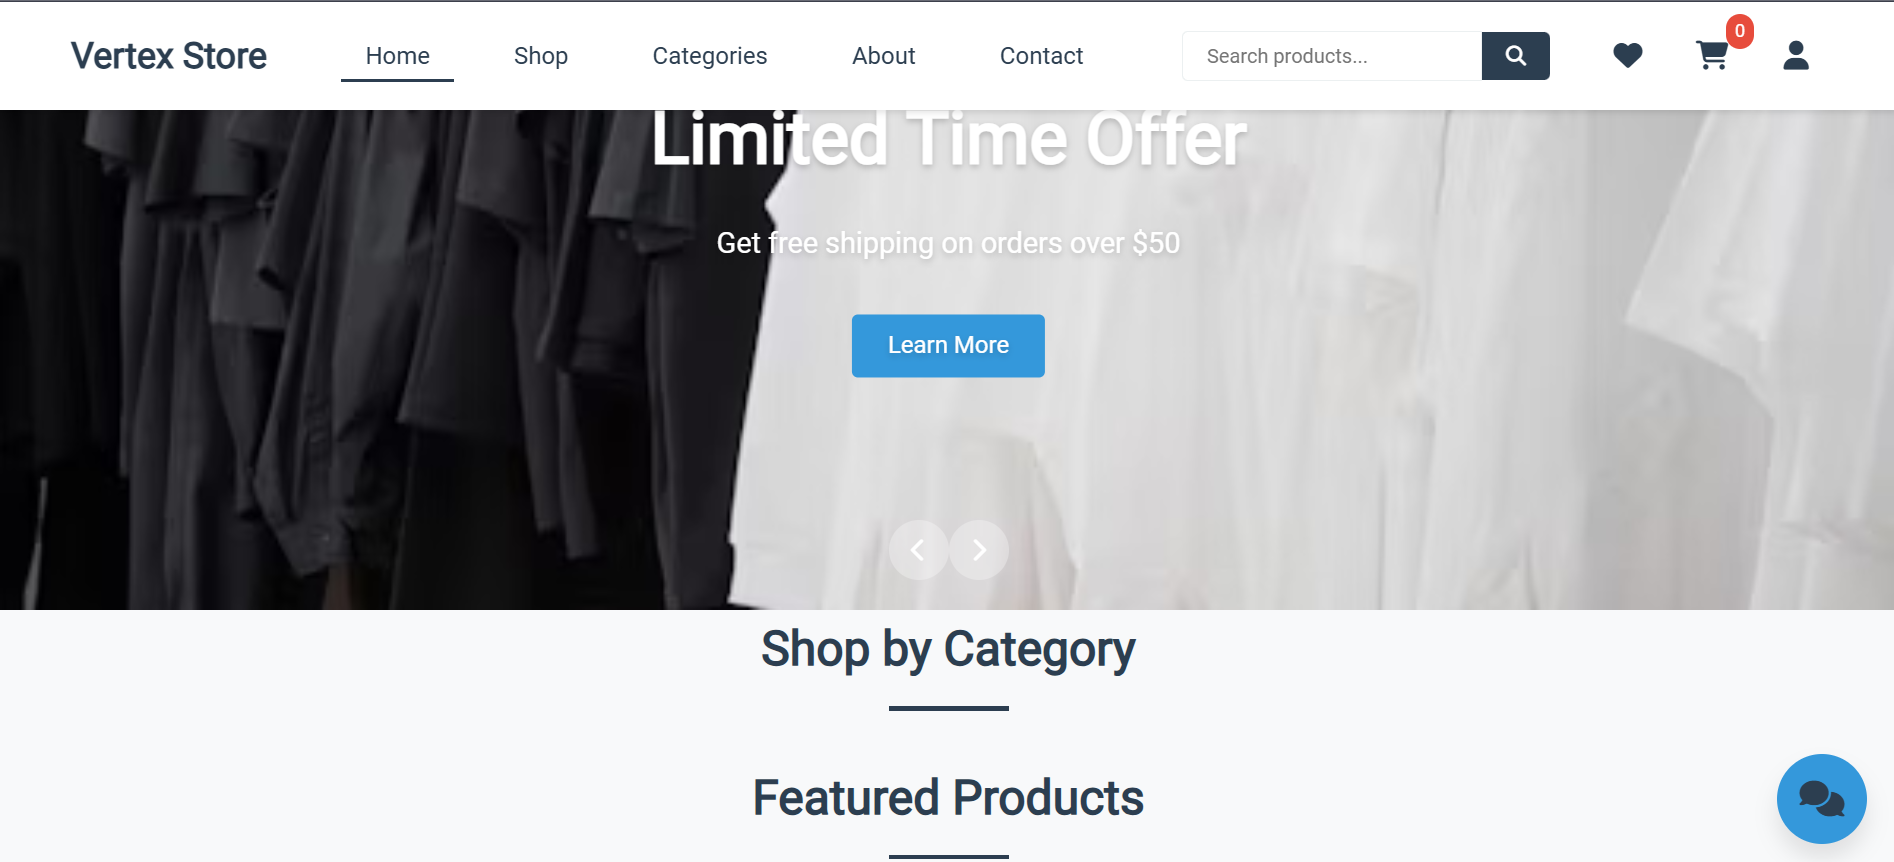 Vertex Store
Home
Shop
Categories
About
Contact
Search products...
0
Limited Time Offer
Get free shipping on orders over $50
Learn More
Shop by Category
Featured Products